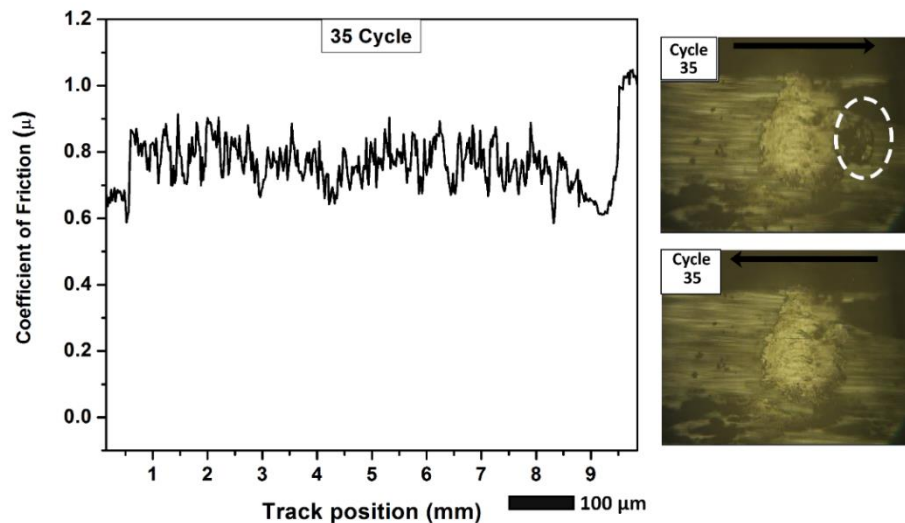 35 Cycle
Coefficient of Friction (μ)
1.2
1.0
0.8
0.6
0.4
0.2
0.0
1 2 3 4 5 6 7 8 9
Track position (mm)
100 μm
Cycle
35
Cycle
35